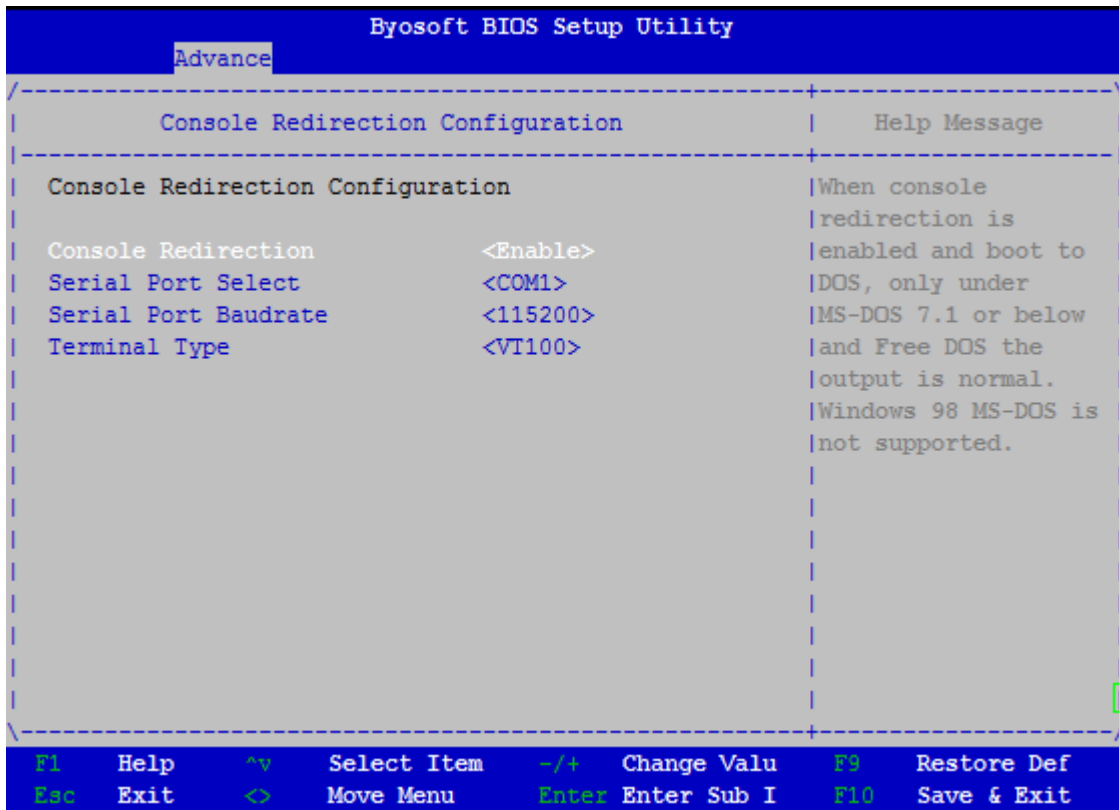 Byosoft BIOS Setup Utility
Advance
Console Redirection Configuration
Help Message
Console Redirection Configuration
Console Redirection <Enable>
Serial Port Select <COM1>
Serial Port Baudrate <115200>
Terminal Type <VT100>
When console
redirection is
enabled and boot to
DOS, only under
MS-DOS 7.1 or below
and Free DOS the
output is normal.
Windows 98 MS-DOS is
not supported.
F1 Help ^v Select Item -/+ Change Valu F9 Restore Def
Esc Exit <> Move Menu Enter Enter Sub I F10 Save & Exit